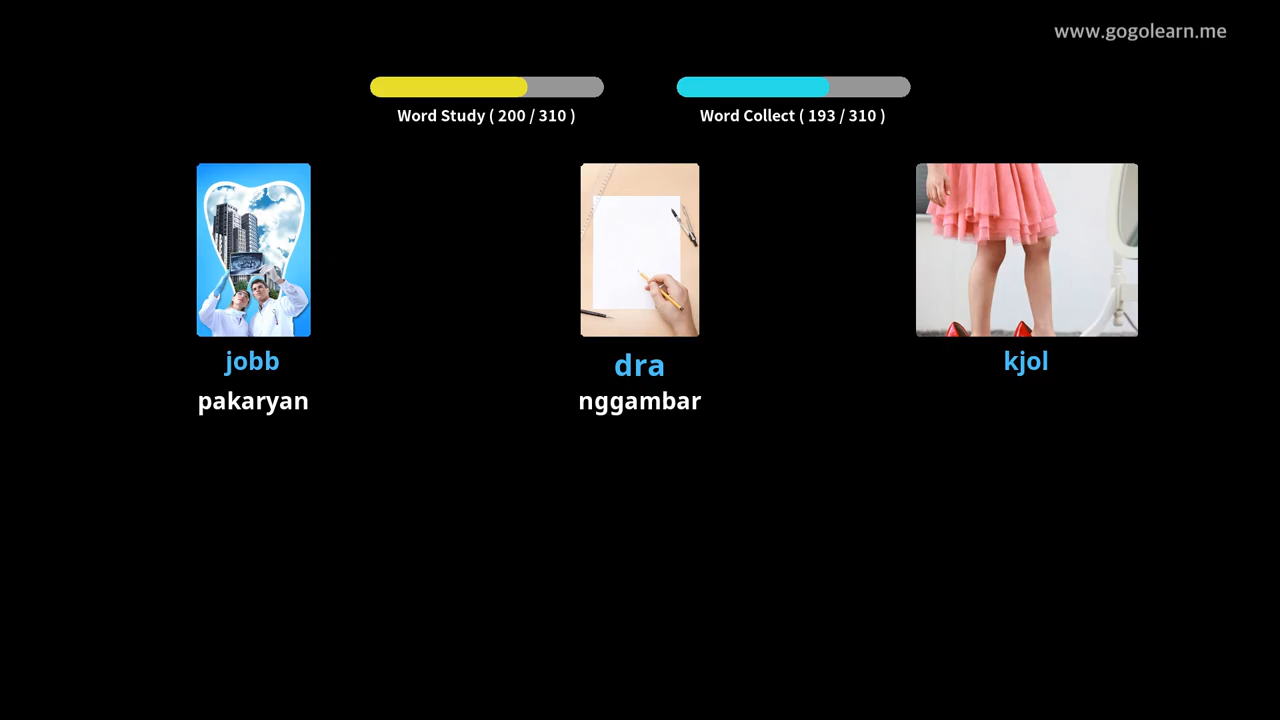 www.gogolearn.me
Word Study ( 200 / 310 )
Word Collect ( 193 / 310 )
jobb
dra
kjol
pakaryan
nggambar